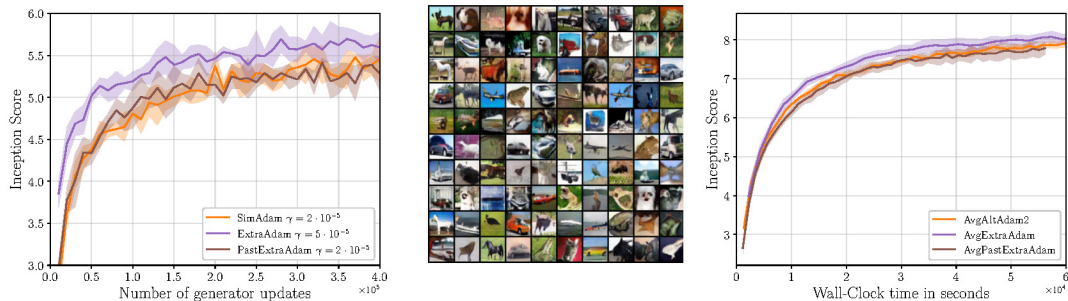 6.0
5.5
5.0
4.5
4.0
3.5
3.0
Inception Score
SimAdam γ = 2 · 10⁻⁵
ExtraAdam γ = 5 · 10⁻⁵
PastExtraAdam γ = 2 · 10⁻⁵
0.0 0.5 1.0 1.5 2.0 2.5 3.0 3.5 4.0
×10⁵
Number of generator updates
8
7
6
5
4
3
Inception Score
AvgAltAdam2
AvgExtraAdam
AvgPastExtraAdam
0 1 2 3 4 5 6
×10⁴
Wall-Clock time in seconds